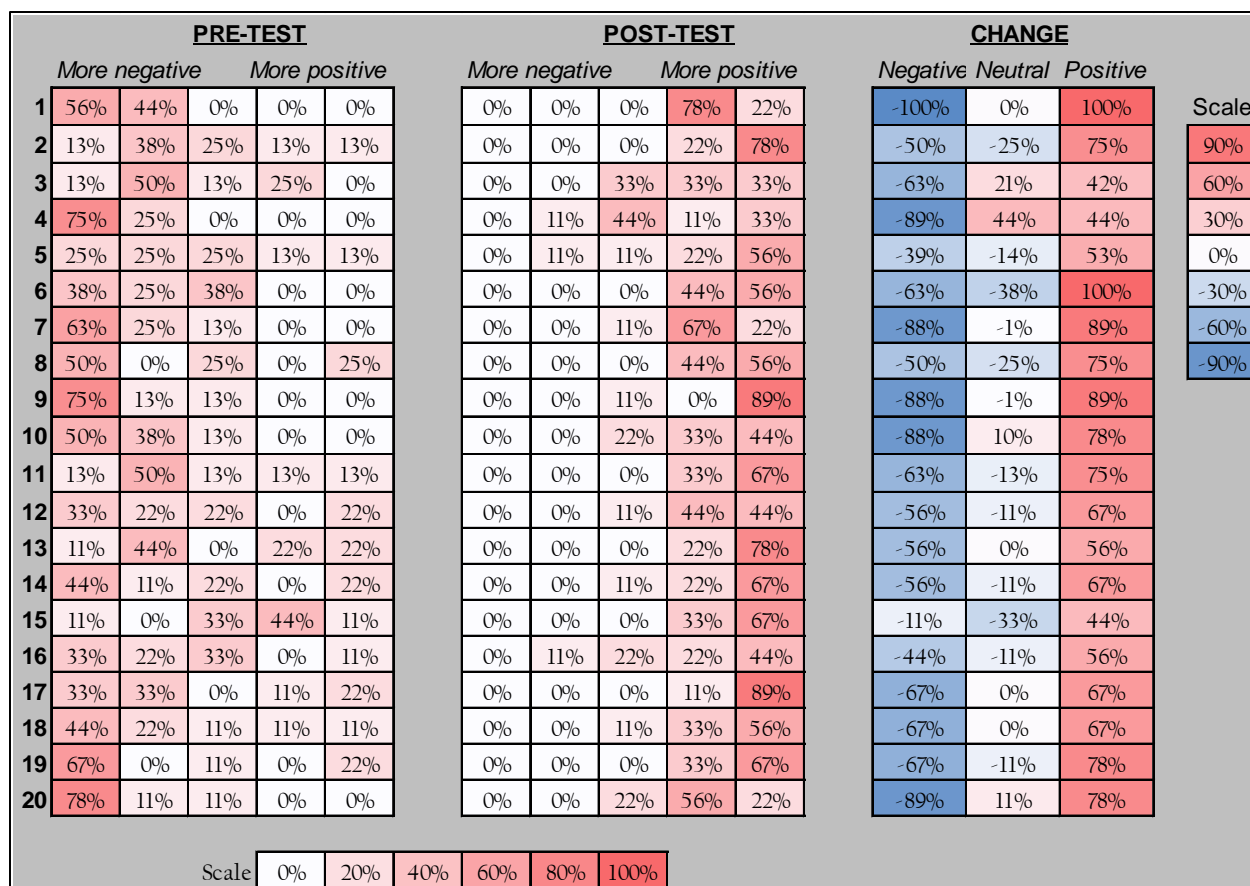 PRE-TEST POST-TEST CHANGE
More negative More positive More negative More positive Negative Neutral Positive
1 56% 44% 0% 0% 0% 0% 0% 0% 78% 22% -100% 0% 100% Scale
2 13% 38% 25% 13% 13% 0% 0% 0% 22% 78% -50% -25% 75% 90%
3 13% 50% 13% 25% 0% 0% 0% 33% 33% 33% -63% 21% 42% 60%
4 75% 25% 0% 0% 0% 0% 11% 44% 11% 33% -89% 44% 44% 30%
5 25% 25% 25% 13% 13% 0% 11% 11% 22% 56% -39% -14% 53% 0%
6 38% 25% 38% 0% 0% 0% 0% 0% 44% 56% -63% -38% 100% -30%
7 63% 25% 13% 0% 0% 0% 0% 11% 67% 22% -88% -1% 89% -60%
8 50% 0% 25% 0% 25% 0% 0% 0% 44% 56% -50% -25% 75% -90%
9 75% 13% 13% 0% 0% 0% 0% 11% 0% 89% -88% -1% 89%
10 50% 38% 13% 0% 0% 0% 0% 22% 33% 44% -88% 10% 78%
11 13% 50% 13% 13% 13% 0% 0% 0% 33% 67% -63% -13% 75%
12 33% 22% 22% 0% 22% 0% 0% 11% 44% 44% -56% -11% 67%
13 11% 44% 0% 22% 22% 0% 0% 0% 22% 78% -56% 0% 56%
14 44% 11% 22% 0% 22% 0% 0% 11% 22% 67% -56% -11% 67%
15 11% 0% 33% 44% 11% 0% 0% 0% 33% 67% -11% -33% 44%
16 33% 22% 33% 0% 11% 0% 11% 22% 22% 44% -44% -11% 56%
17 33% 33% 0% 11% 22% 0% 0% 0% 11% 89% -67% 0% 67%
18 44% 22% 11% 11% 11% 0% 0% 11% 33% 56% -67% 0% 67%
19 67% 0% 11% 0% 22% 0% 0% 0% 33% 67% -67% -11% 78%
20 78% 11% 11% 0% 0% 0% 0% 22% 56% 22% -89% 11% 78%
Scale 0% 20% 40% 60% 80% 100%